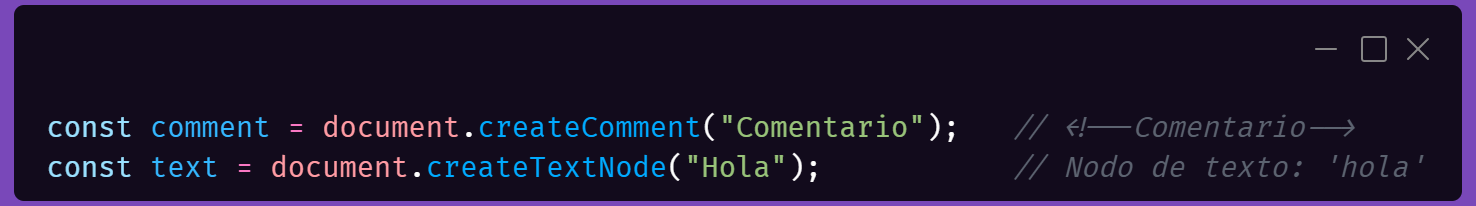 const comment = document.createComment("Comentario");   // <!--Comentario-->
const text = document.createTextNode("Hola");           // Nodo de texto: 'hola'